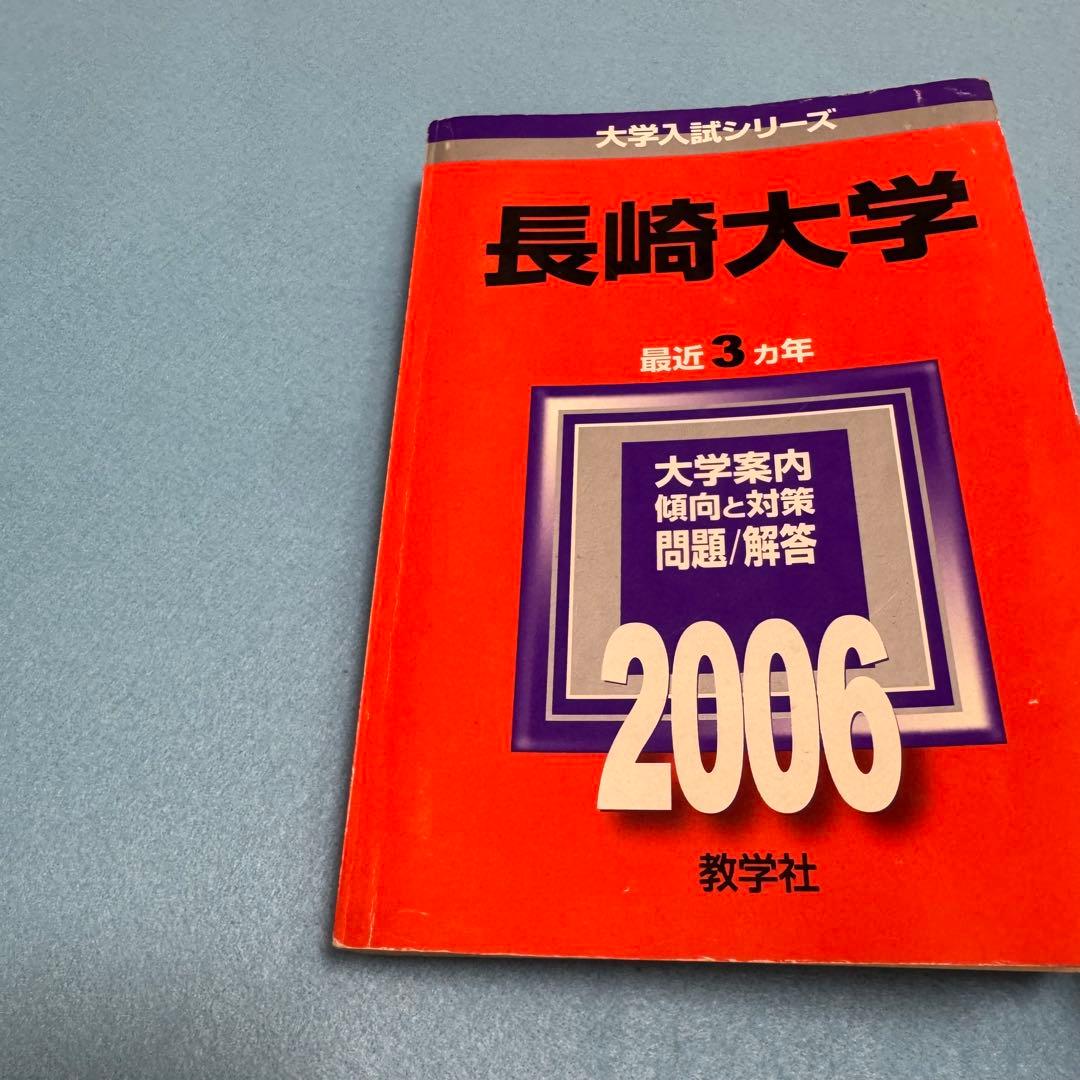 大学入試シリーズ
長崎大学
最近3ヵ年
大学案内
傾向と対策
問題/解答
2006
教学社